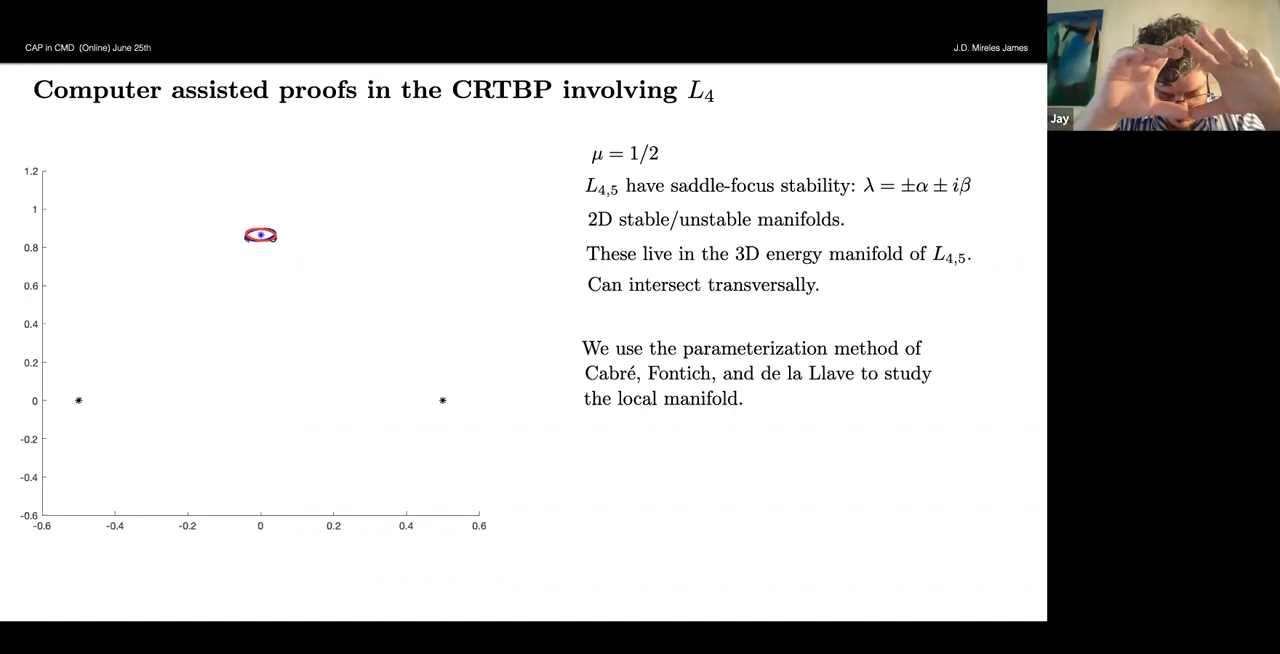 CAP in CMD (Online) June 25th
J.D. Mireles James
Computer assisted proofs in the CRTBP involving L₄
Jay
μ = 1/2
L₄,₅ have saddle-focus stability: λ = ±α ± iβ
2D stable/unstable manifolds.
These live in the 3D energy manifold of L₄,₅.
Can intersect transversally.
We use the parameterization method of
Cabré, Fontich, and de la Llave to study
the local manifold.
1.2
1
0.8
0.6
0.4
0.2
0
-0.2
-0.4
-0.6
-0.6 -0.4 -0.2 0 0.2 0.4 0.6